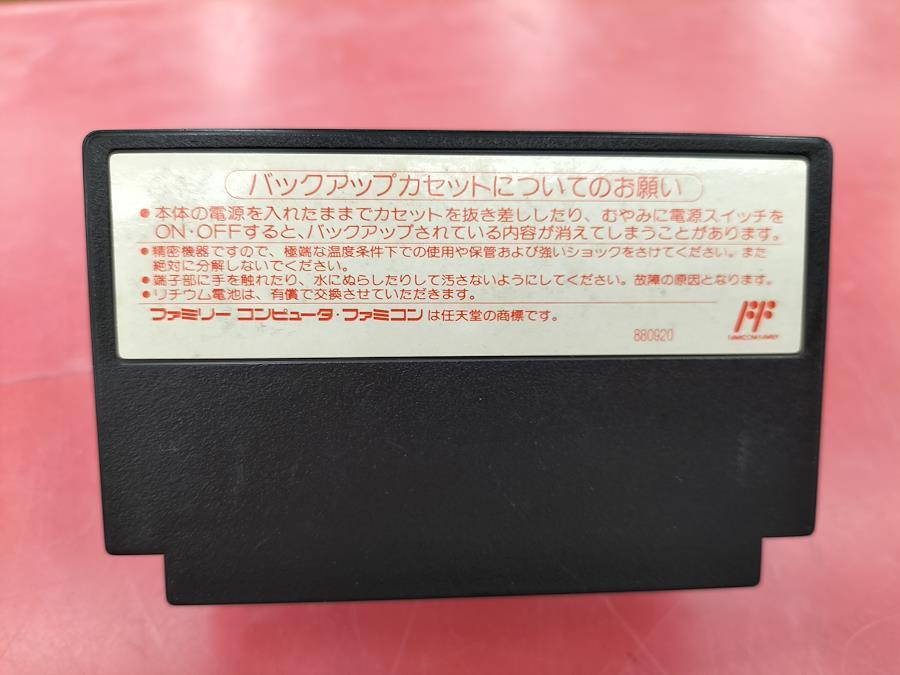 バックアップカセットについてのお願い
●本体の電源を入れたままでカセットを抜き差ししたり、むやみに電源スイッチを
ON・OFFすると、バックアップされている内容が消えてしまうことがあります。
●精密機器ですので、極端な温度条件下での使用や保管および強いショックをさけてください。また
絶対に分解しないでください。
●端子部に手を触れたり、水にぬらしたりして汚さないようにしてください。故障の原因となります。
●リチウム電池は、有償で交換させていただきます。
ファミリー コンピュータ・ファミコンは任天堂の商標です。
880920
FAMICOM FAMILY